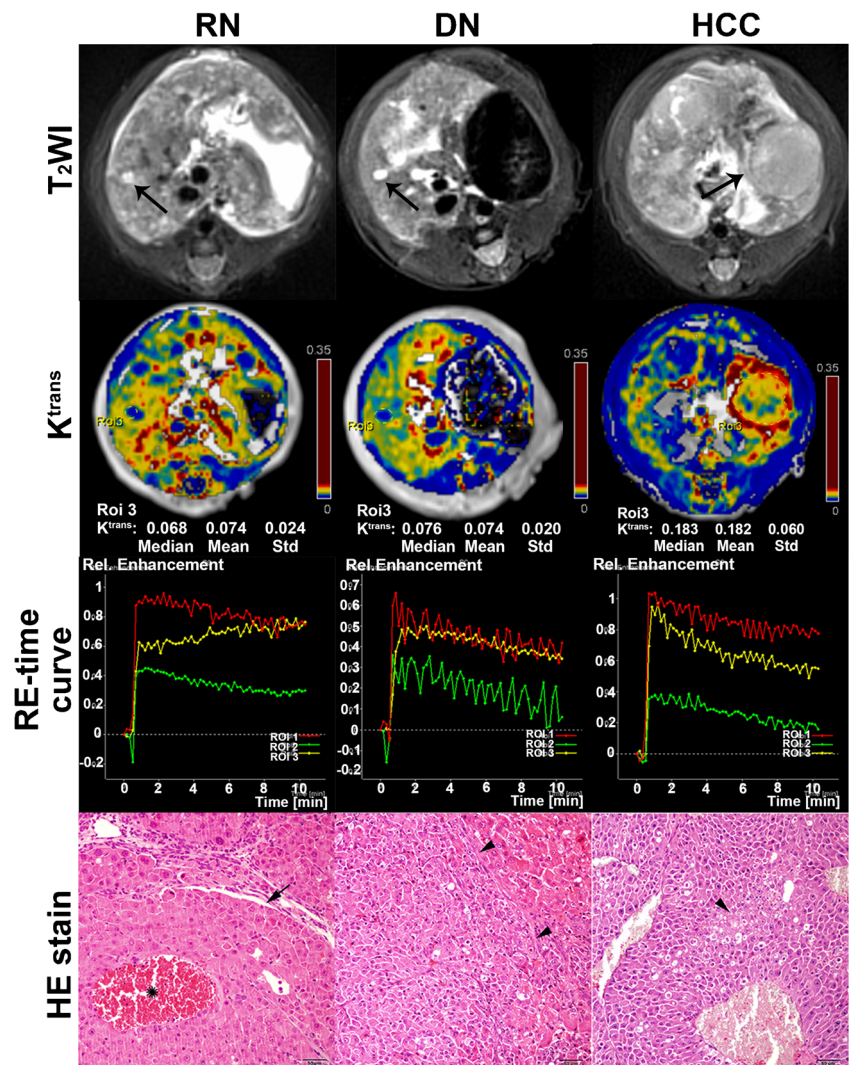 RN DN HCC
T2WI
Ktrans
0.35 0.35 0.35
Roi3 Roi3 Roi3
0 0 0
Roi 3 Roi3 Roi3
Ktrans: 0.068 0.074 0.024 Ktrans: 0.076 0.074 0.020 Ktrans: 0.183 0.182 0.060
Median Mean Std Median Mean Std Median Mean Std
RE-time curve
Rel. Enhancement Rel. Enhancement Rel. Enhancement
1
0.8
0.6
0.4
0.2
0
-0.2
ROI 1
ROI 2
ROI 3
0 2 4 6 8 10
Time [min]
0.7
0.6
0.5
0.4
0.3
0.2
0.1
0
-0.1
-0.2
ROI 1
ROI 2
ROI 3
0 2 4 6 8 10
Time [min]
1
0.8
0.6
0.4
0.2
0
ROI 1
ROI 2
ROI 3
0 2 4 6 8 10
Time [min]
HE stain